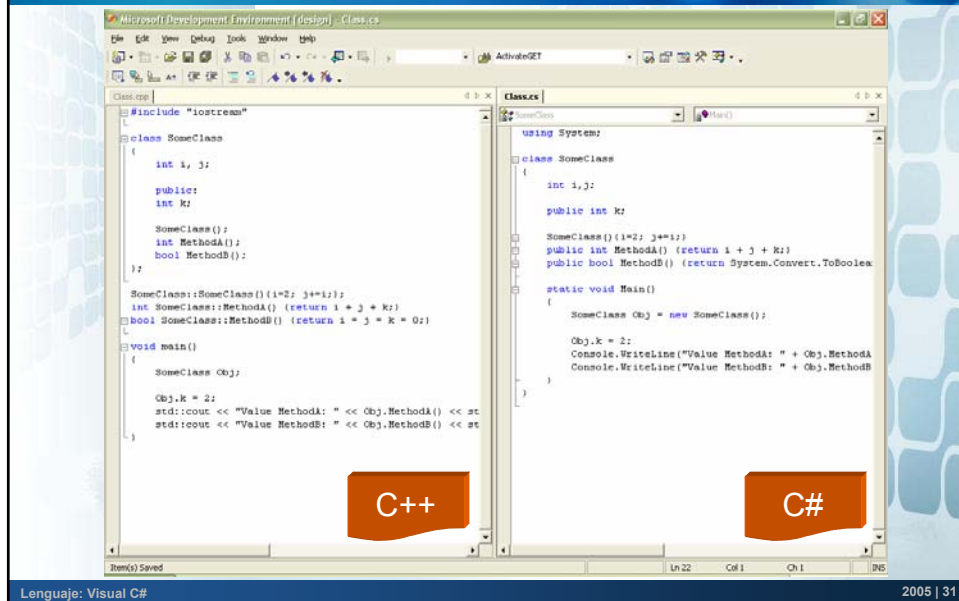 Microsoft Development Environment [design] - Class.cs
File Edit View Debug Tools Window Help
ActivateGET
Class.cpp
#include "iostream"
class SomeClass
{
int i, j;
public:
int k;
SomeClass();
int MethodA();
bool MethodB();
};
SomeClass::SomeClass(){i=2; j+=i;};
int SomeClass::MethodA() {return i + j + k;}
bool SomeClass::MethodB() {return i = j = k = 0;}
void main()
{
SomeClass Obj;
Obj.k = 2;
std::cout << "Value MethodA: " << Obj.MethodA() << st
std::cout << "Value MethodB: " << Obj.MethodB() << st
}
C++
Class.cs
SomeClass Main()
using System;
class SomeClass
{
int i,j;
public int k;
SomeClass(){i=2; j+=i;}
public int MethodA() {return i + j + k;}
public bool MethodB() {return System.Convert.ToBoolea
static void Main()
{
SomeClass Obj = new SomeClass();
Obj.k = 2;
Console.WriteLine("Value MethodA: " + Obj.MethodA
Console.WriteLine("Value MethodB: " + Obj.MethodB
}
}
C#
Item(s) Saved Ln 22 Col 1 Ch 1 INS
Lenguaje: Visual C# 2005 | 31